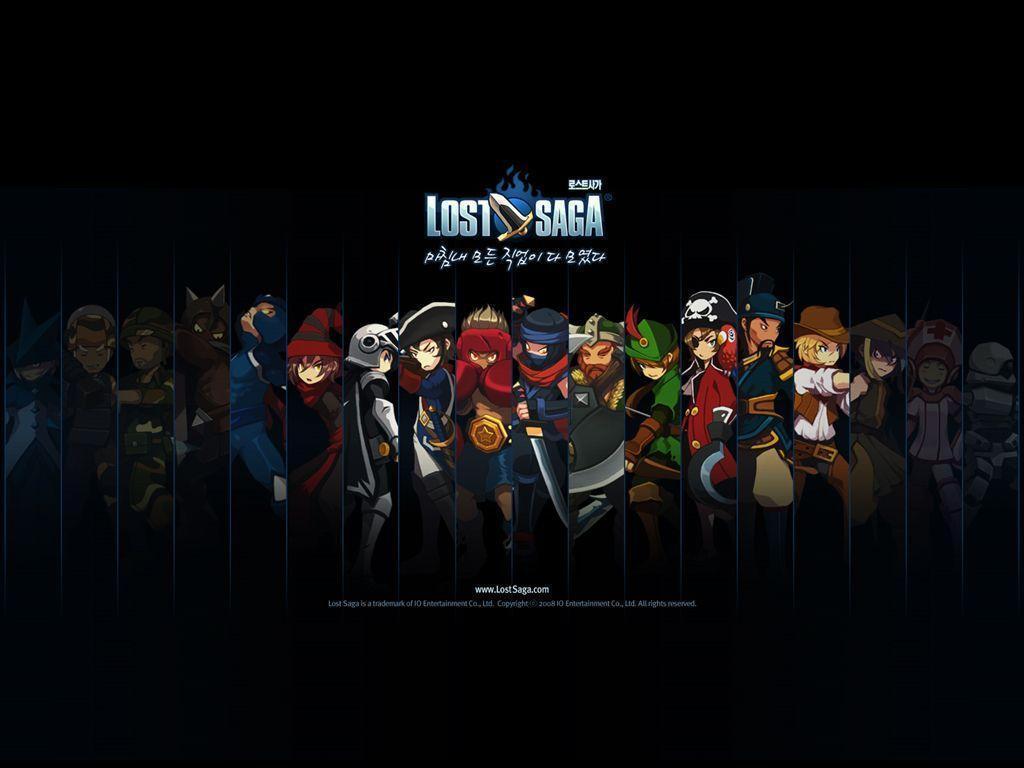 로스트사가
LOST SAGA ®
마침내 모든 직업이 다 모였다
www.LostSaga.com
Lost Saga is a trademark of IO Entertainment Co., Ltd. Copyright ⓒ 2008 IO Entertainment Co., Ltd. All rights reserved.